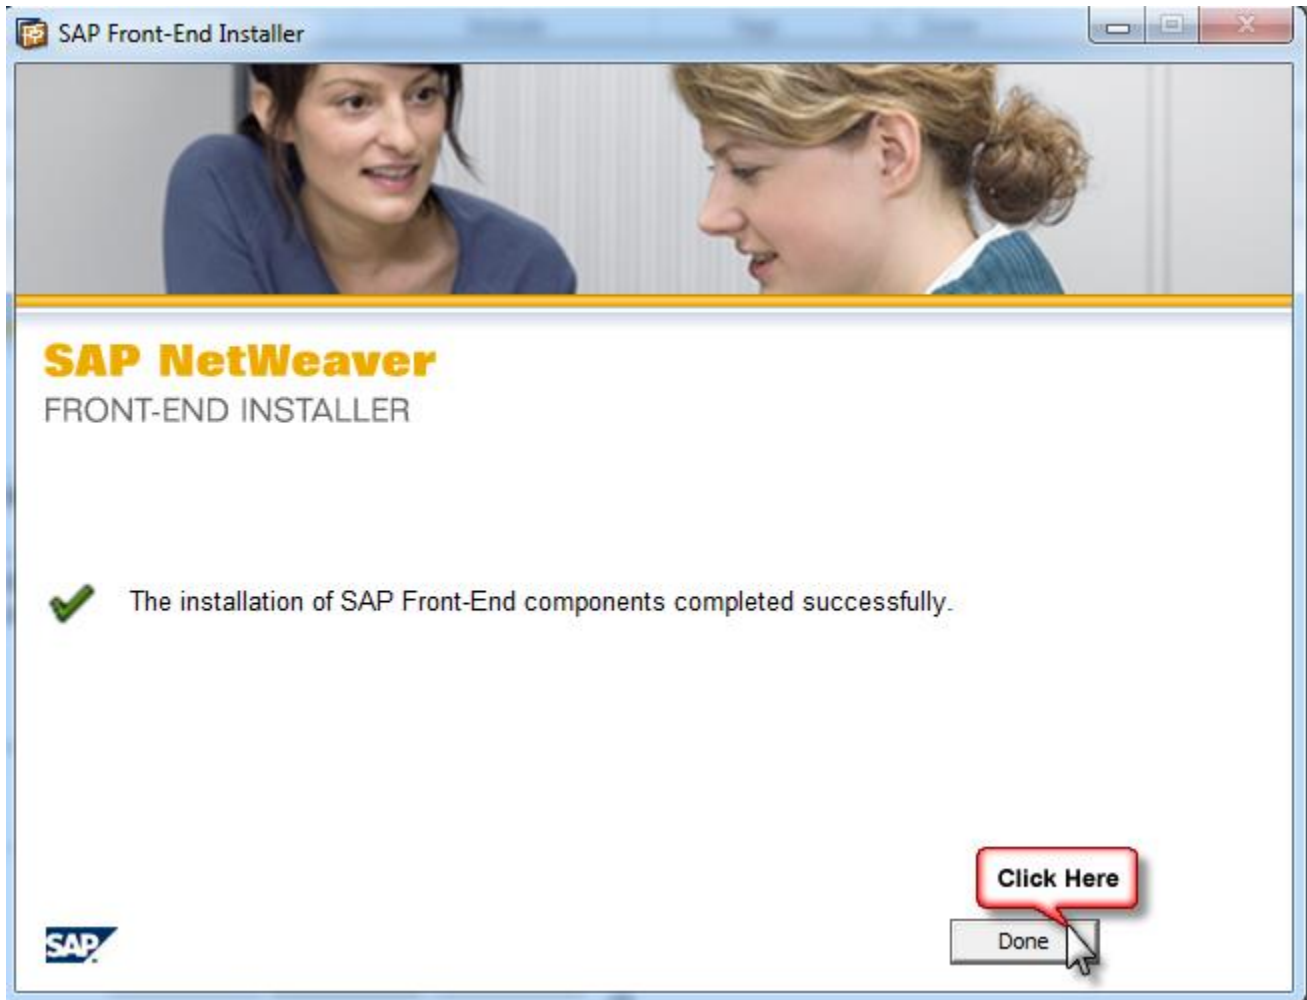 SAP Front-End Installer
SAP NetWeaver
FRONT-END INSTALLER
The installation of SAP Front-End components completed successfully.
Click Here
Done
SAP